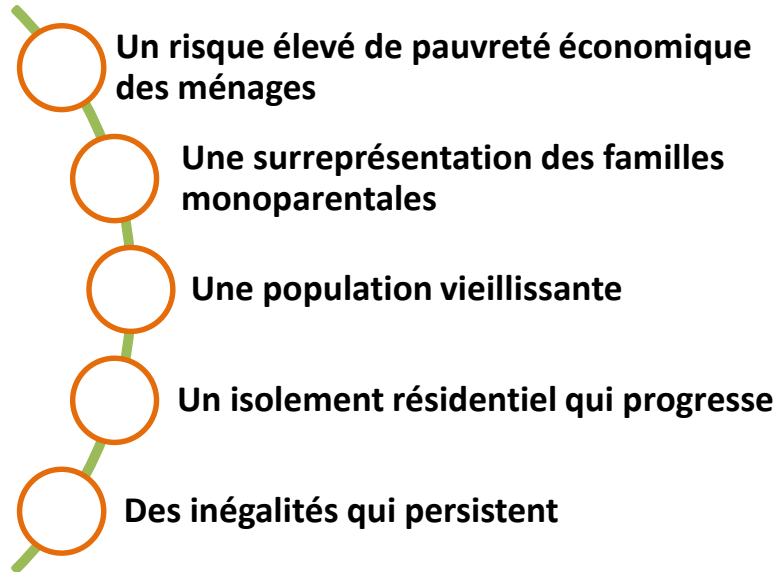 Un risque élevé de pauvreté économique
des ménages
Une surreprésentation des familles
monoparentales
Une population vieillissante
Un isolement résidentiel qui progresse
Des inégalités qui persistent